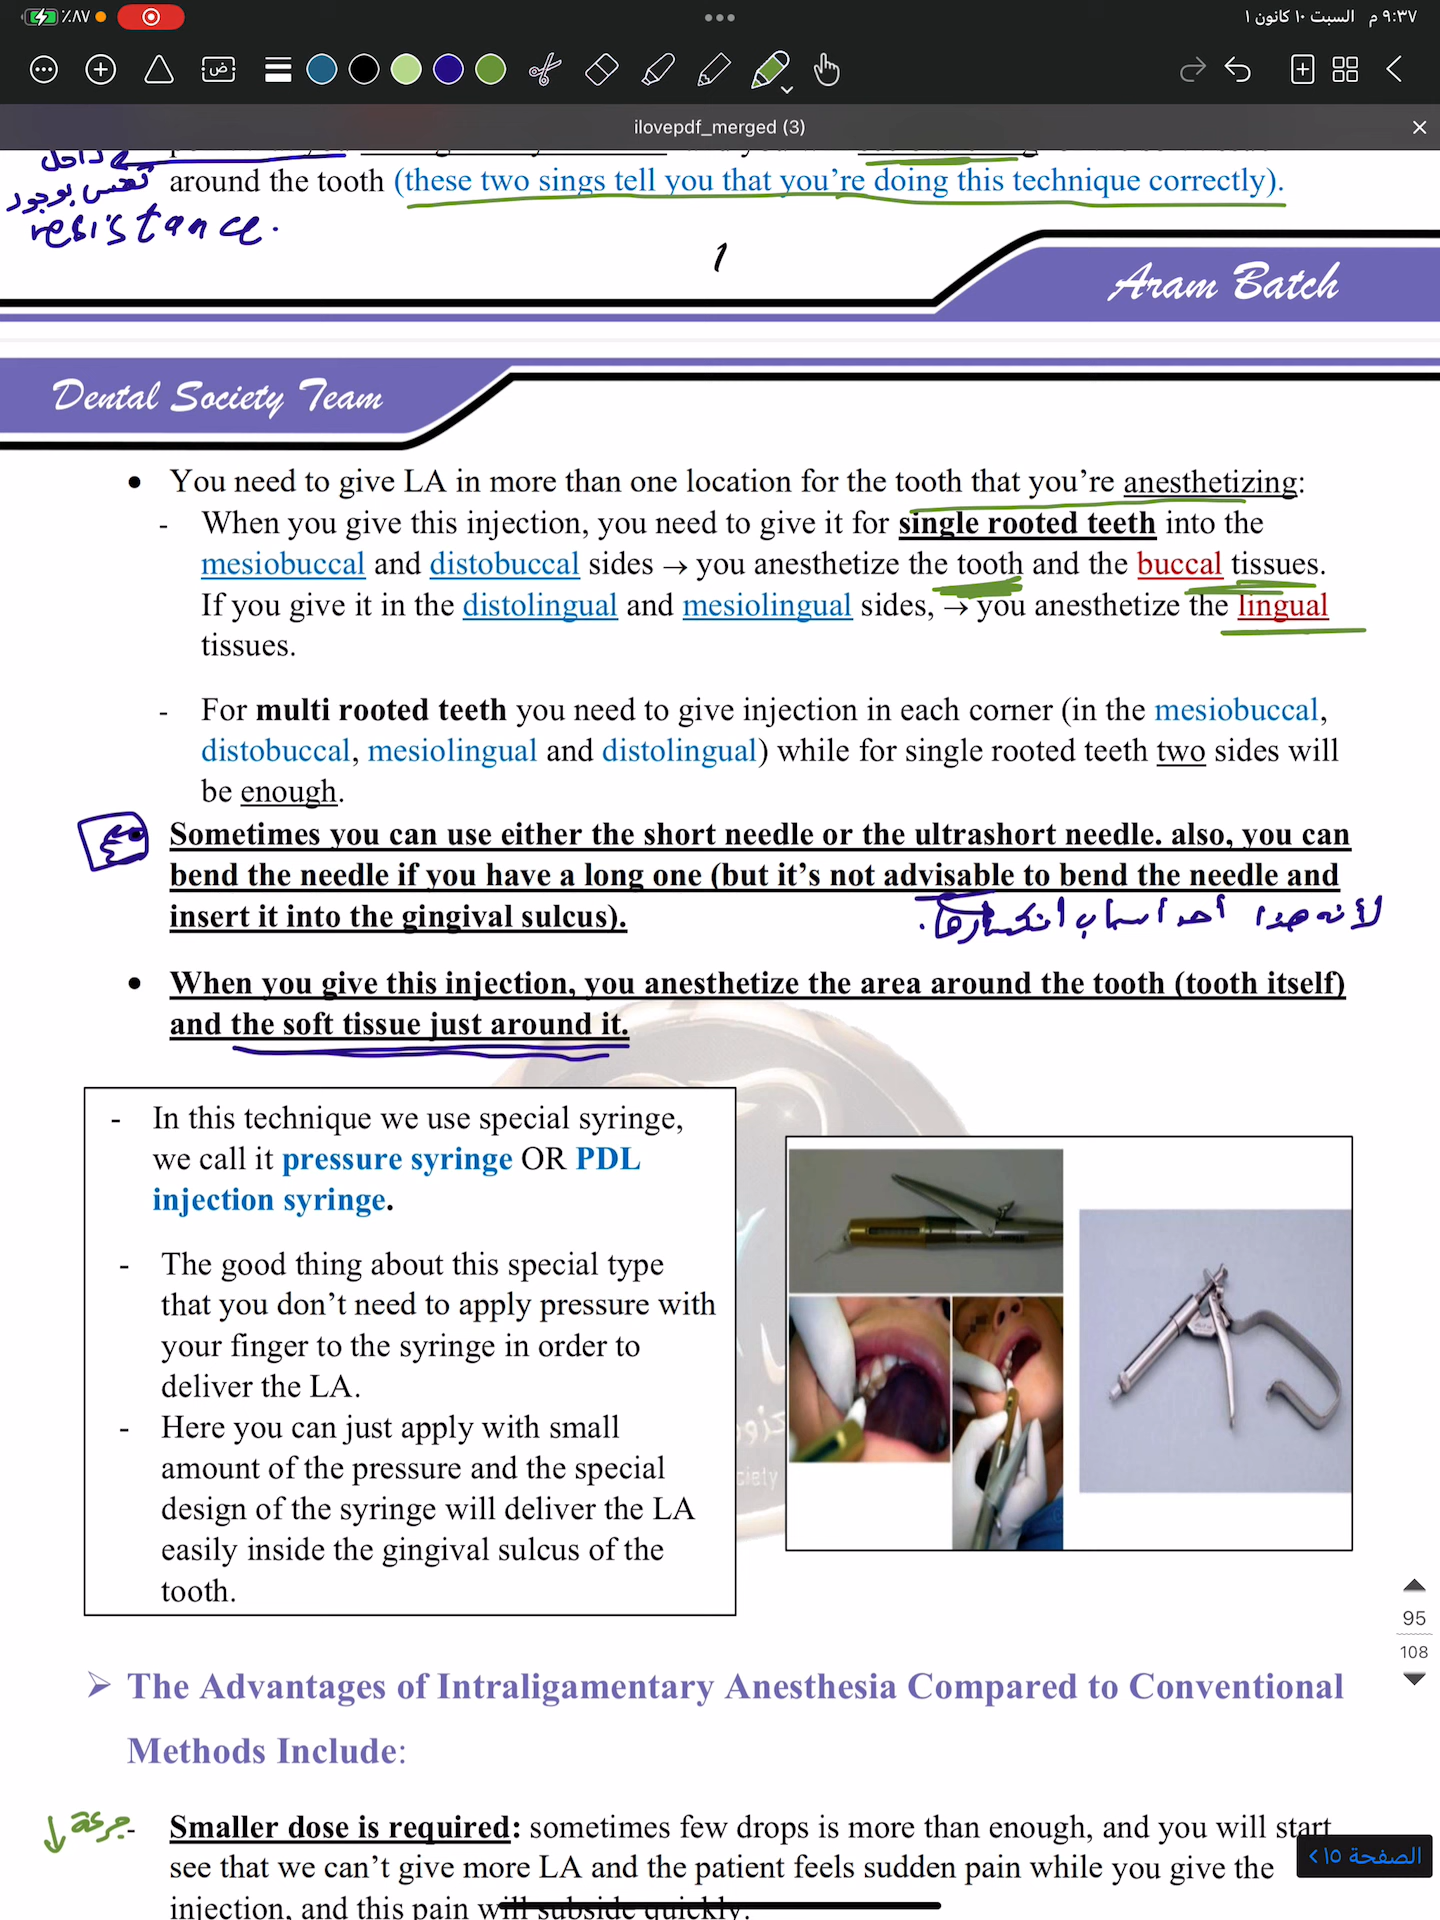 ٪٨٧
٩:٣٧ م السبت ١٠ كانون ١
ض
ilovepdf_merged (3)
around the tooth (these two sings tell you that you’re doing this technique correctly).
resistance.
1
Aram Batch
Dental Society Team
• You need to give LA in more than one location for the tooth that you’re anesthetizing:
- When you give this injection, you need to give it for single rooted teeth into the
mesiobuccal and distobuccal sides → you anesthetize the tooth and the buccal tissues.
If you give it in the distolingual and mesiolingual sides, → you anesthetize the lingual
tissues.
- For multi rooted teeth you need to give injection in each corner (in the mesiobuccal,
distobuccal, mesiolingual and distolingual) while for single rooted teeth two sides will
be enough.
• Sometimes you can use either the short needle or the ultrashort needle. also, you can
bend the needle if you have a long one (but it’s not advisable to bend the needle and
insert it into the gingival sulcus).
لأنه هذا أحد أسباب انكسارها.
• When you give this injection, you anesthetize the area around the tooth (tooth itself)
and the soft tissue just around it.
- In this technique we use special syringe,
we call it pressure syringe OR PDL
injection syringe.
- The good thing about this special type
that you don’t need to apply pressure with
your finger to the syringe in order to
deliver the LA.
- Here you can just apply with small
amount of the pressure and the special
design of the syringe will deliver the LA
easily inside the gingival sulcus of the
tooth.
95
108
➢ The Advantages of Intraligamentary Anesthesia Compared to Conventional
Methods Include:
↓ جرعة
- Smaller dose is required: sometimes few drops is more than enough, and you will start
see that we can’t give more LA and the patient feels sudden pain while you give the
injection, and this pain will subside quickly.
الصفحة ١٥ >